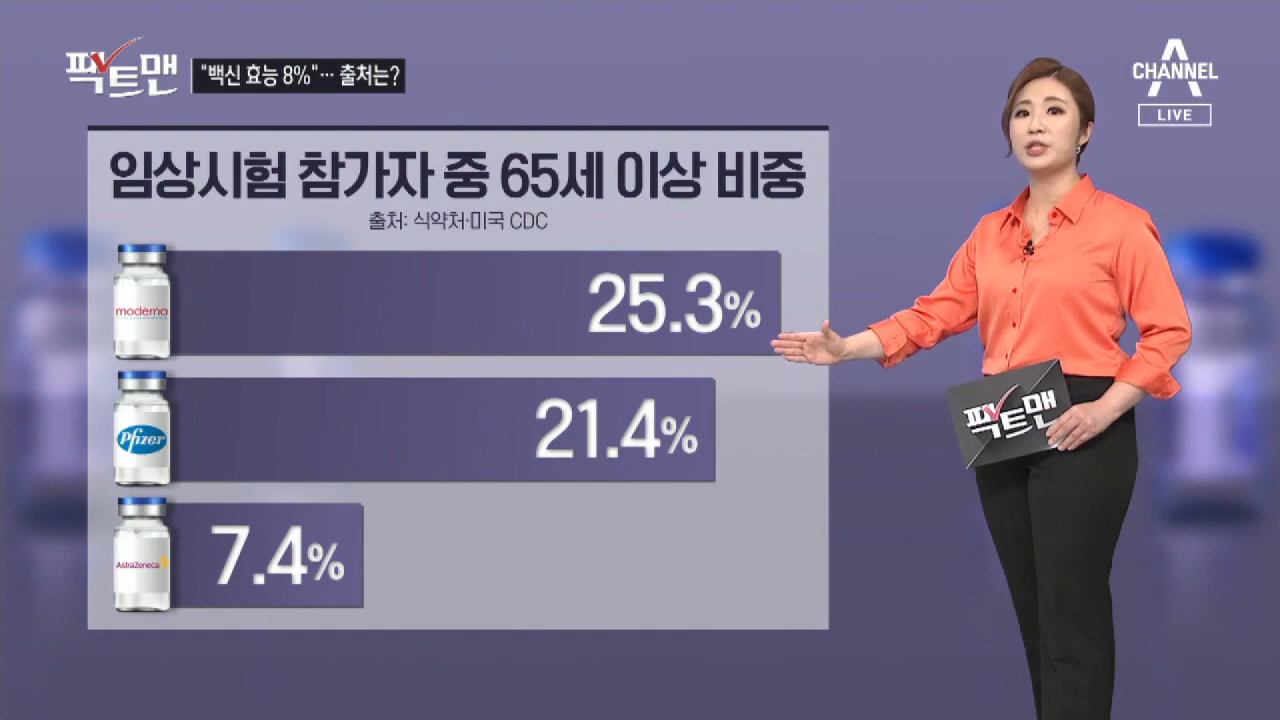 팩트맨
"백신 효능 8%"… 출처는?
CHANNEL A
LIVE
임상시험 참가자 중 65세 이상 비중
출처: 식약처·미국 CDC
moderna
25.3%
Pfizer
21.4%
AstraZeneca
7.4%
팩트맨